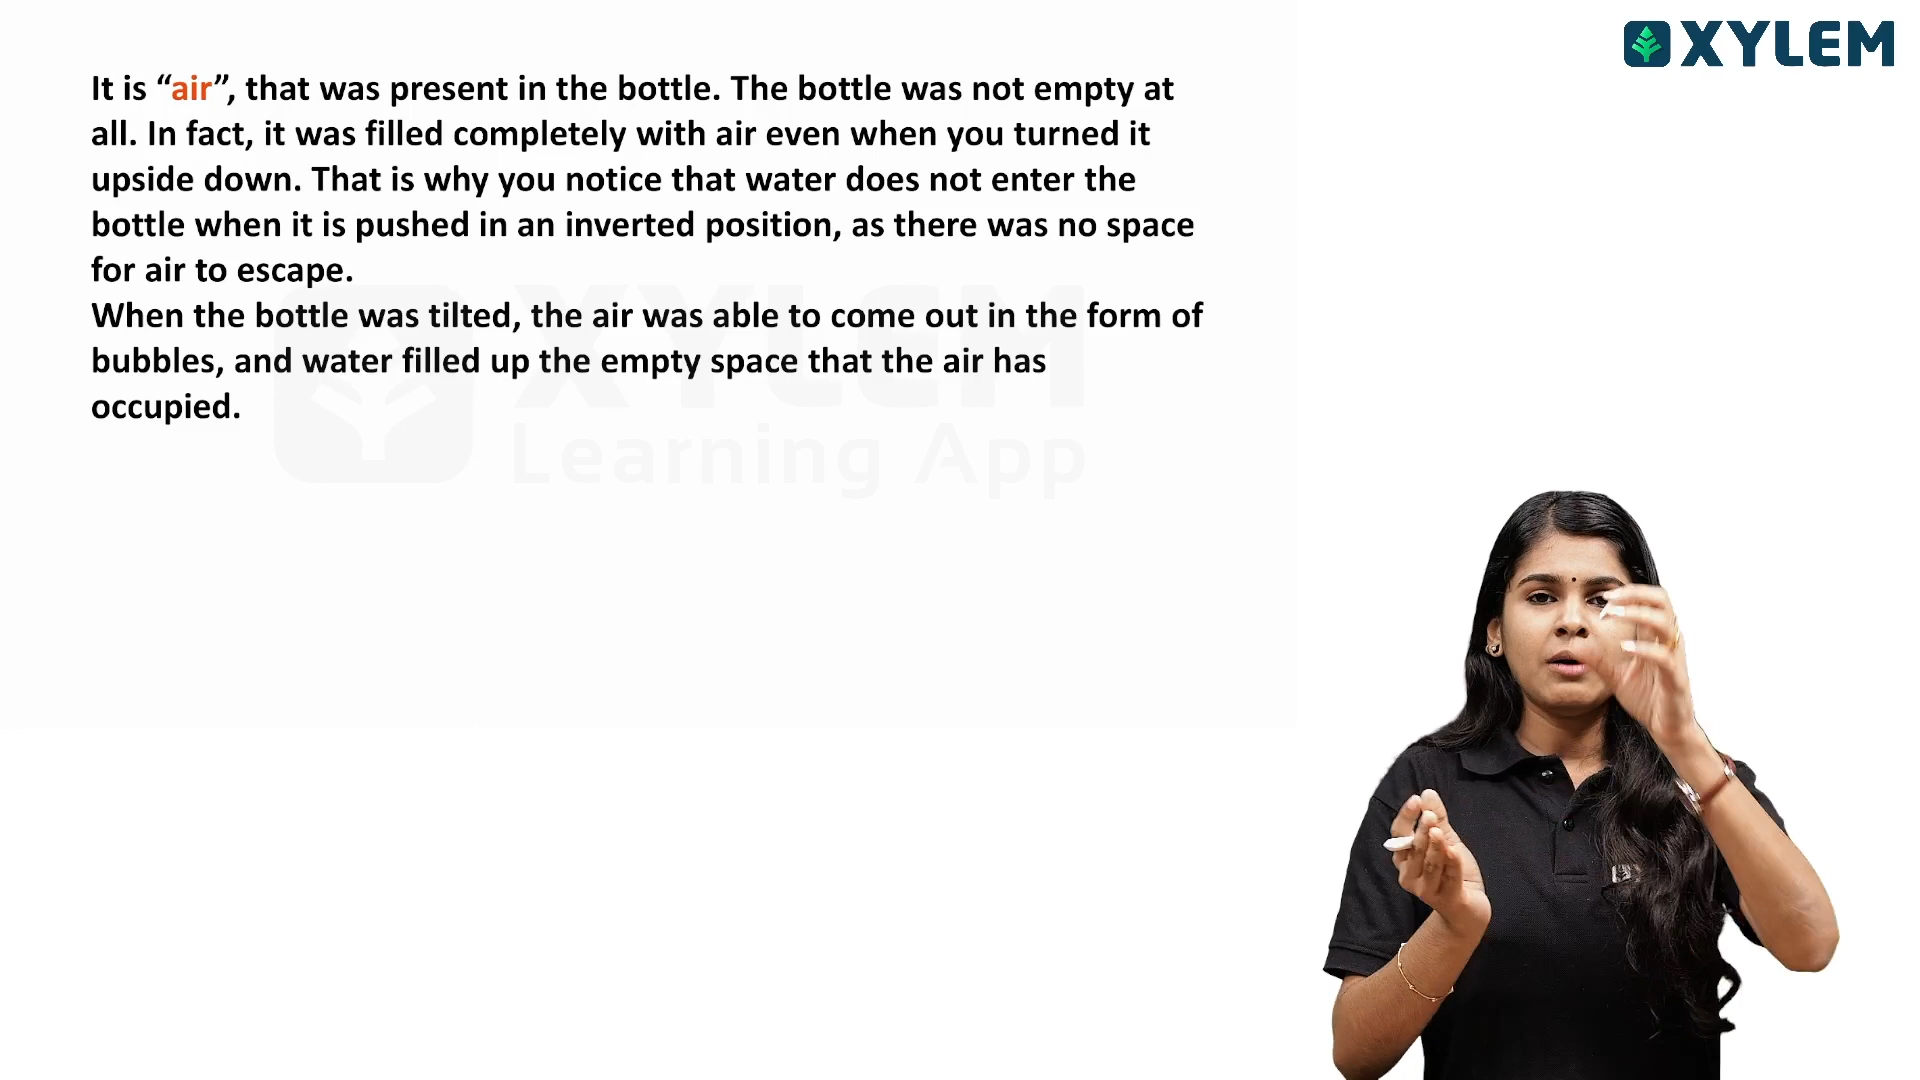 XYLEM
It is “air”, that was present in the bottle. The bottle was not empty at
all. In fact, it was filled completely with air even when you turned it
upside down. That is why you notice that water does not enter the
bottle when it is pushed in an inverted position, as there was no space
for air to escape.
When the bottle was tilted, the air was able to come out in the form of
bubbles, and water filled up the empty space that the air has
occupied.
XYLEM
Learning App